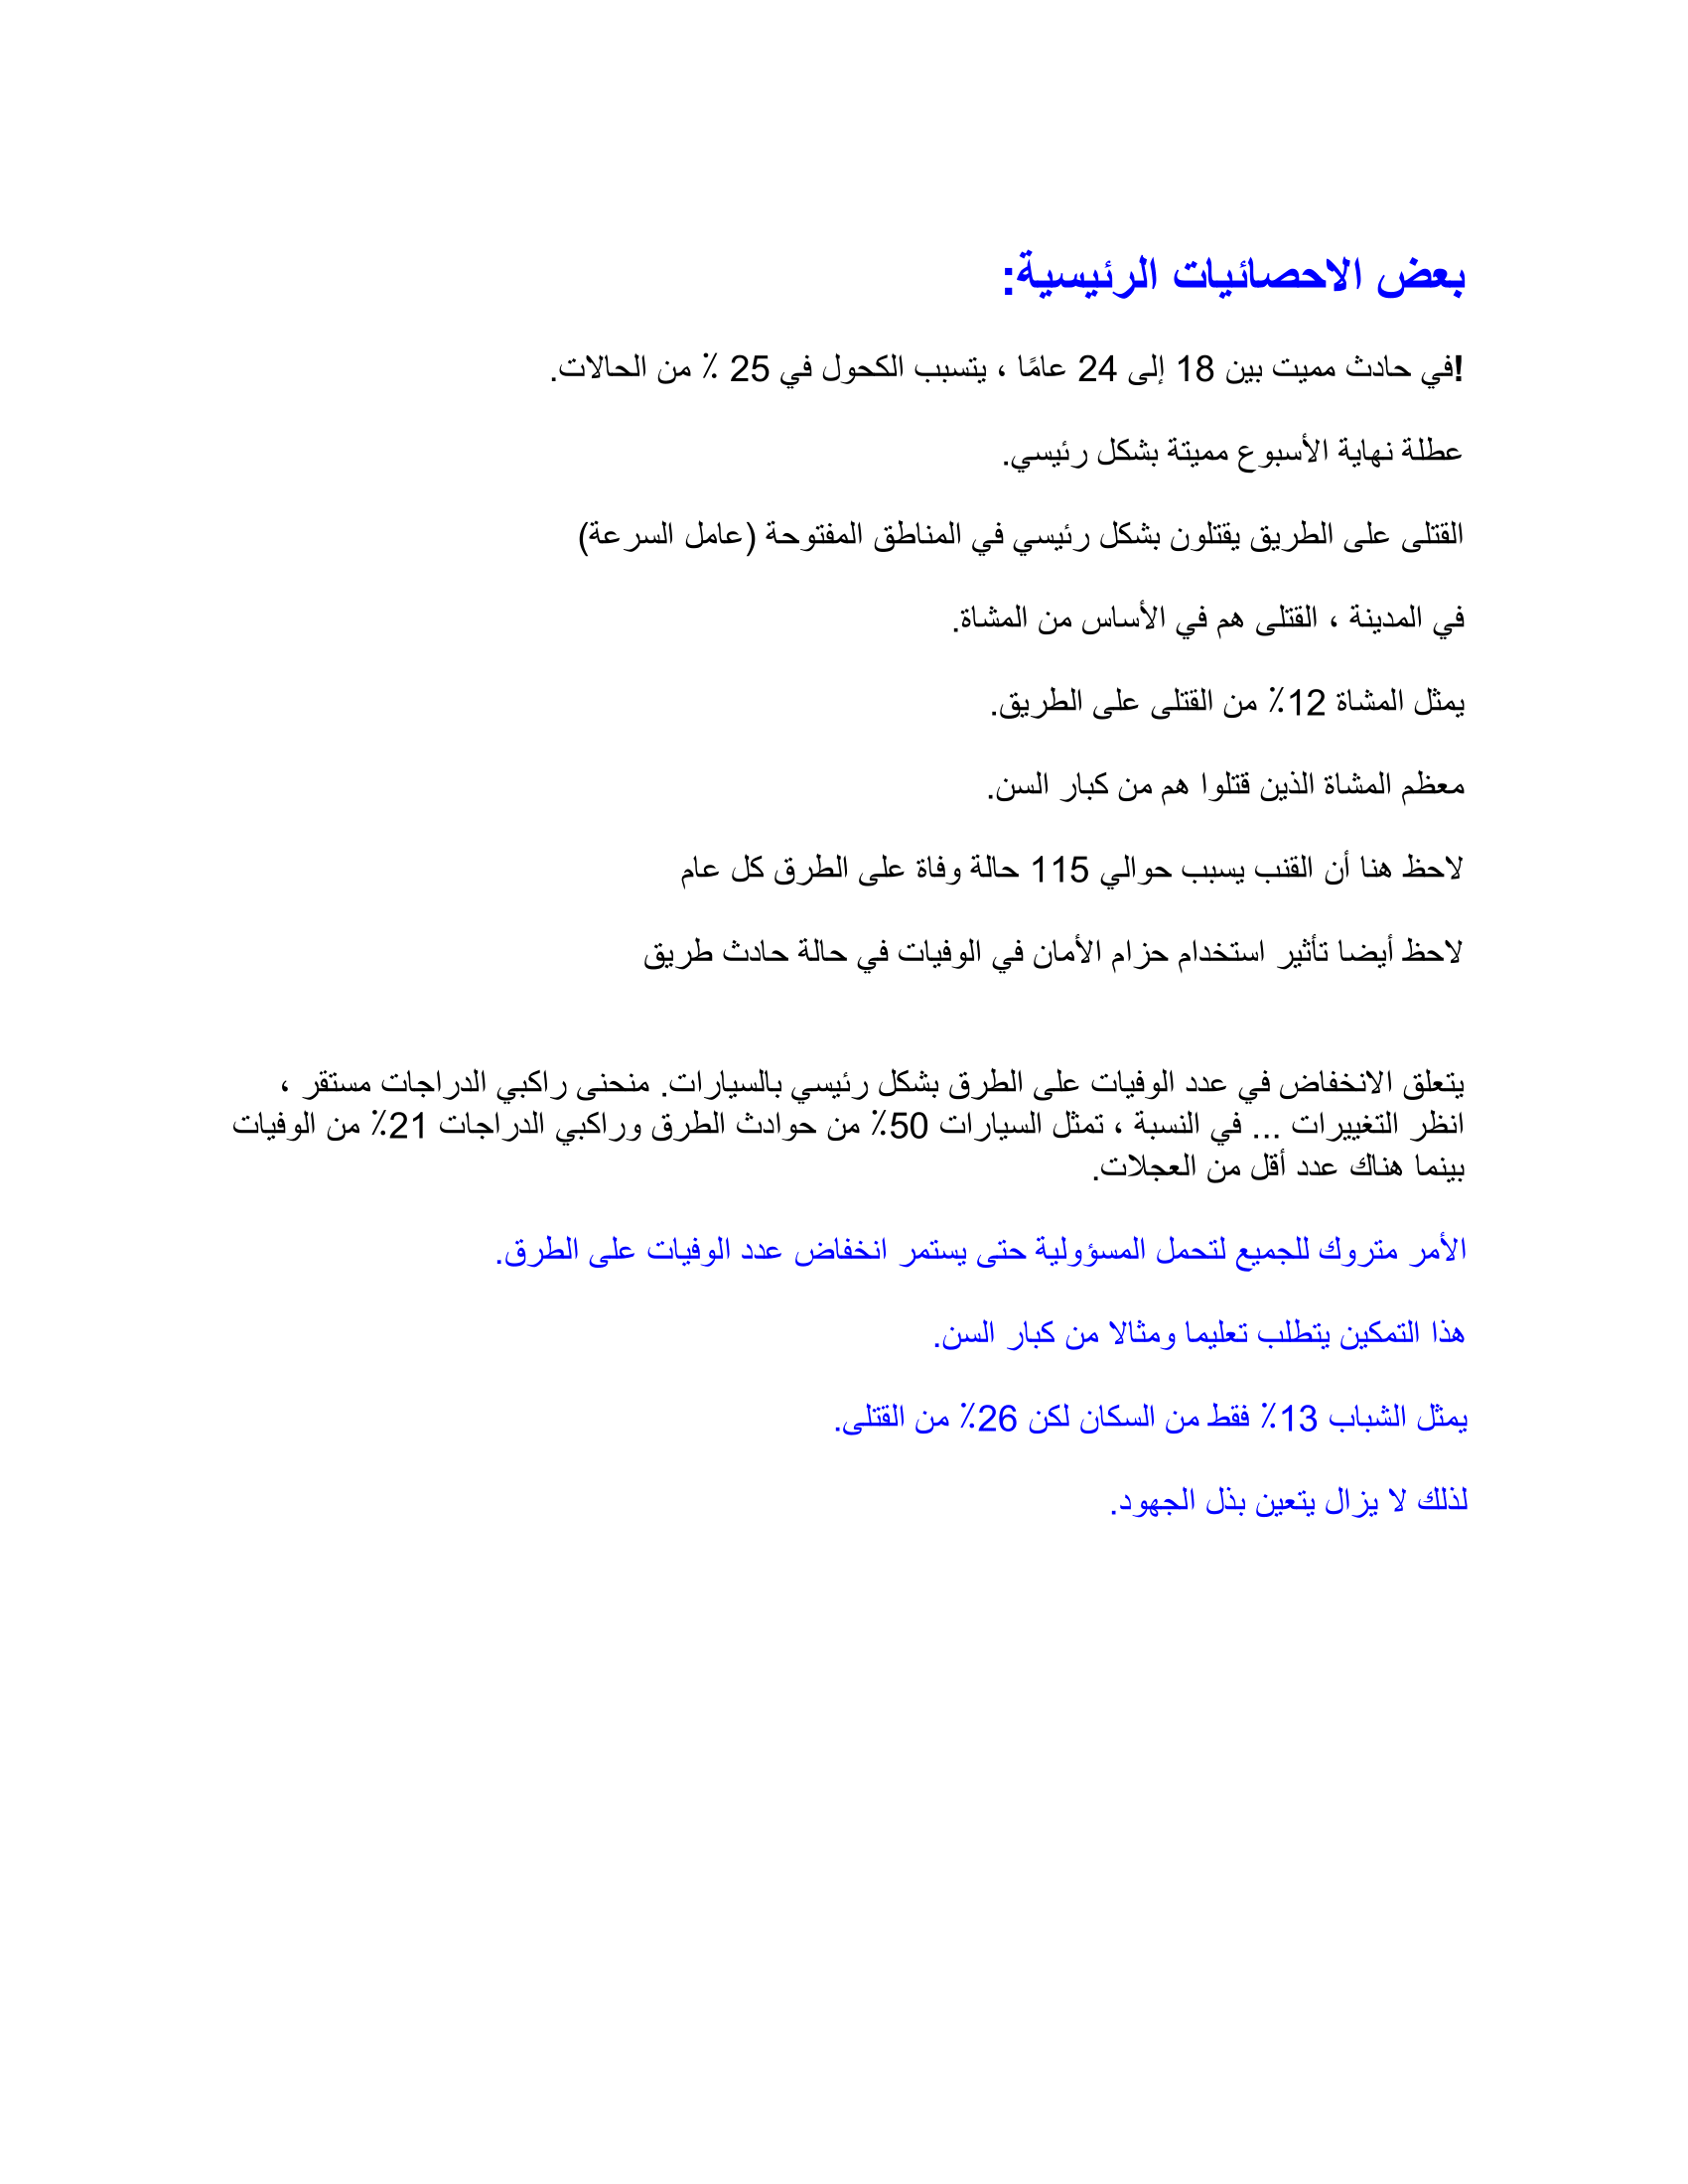 بعض الاحصائيات الرئيسية:
!في حادث مميت بين 18 إلى 24 عامًا ، يتسبب الكحول في 25 ٪ من الحالات.
عطلة نهاية الأسبوع مميتة بشكل رئيسي.
القتلى على الطريق يقتلون بشكل رئيسي في المناطق المفتوحة (عامل السرعة)
في المدينة ، القتلى هم في الأساس من المشاة.
يمثل المشاة 12٪ من القتلى على الطريق.
معظم المشاة الذين قتلوا هم من كبار السن.
لاحظ هنا أن القنب يسبب حوالي 115 حالة وفاة على الطرق كل عام
لاحظ أيضا تأثير استخدام حزام الأمان في الوفيات في حالة حادث طريق
يتعلق الانخفاض في عدد الوفيات على الطرق بشكل رئيسي بالسيارات. منحنى راكبي الدراجات مستقر ،
انظر التغييرات ... في النسبة ، تمثل السيارات 50٪ من حوادث الطرق وراكبي الدراجات 21٪ من الوفيات
بينما هناك عدد أقل من العجلات.
الأمر متروك للجميع لتحمل المسؤولية حتى يستمر انخفاض عدد الوفيات على الطرق.
هذا التمكين يتطلب تعليما ومثالا من كبار السن.
يمثل الشباب 13٪ فقط من السكان لكن 26٪ من القتلى.
لذلك لا يزال يتعين بذل الجهود.